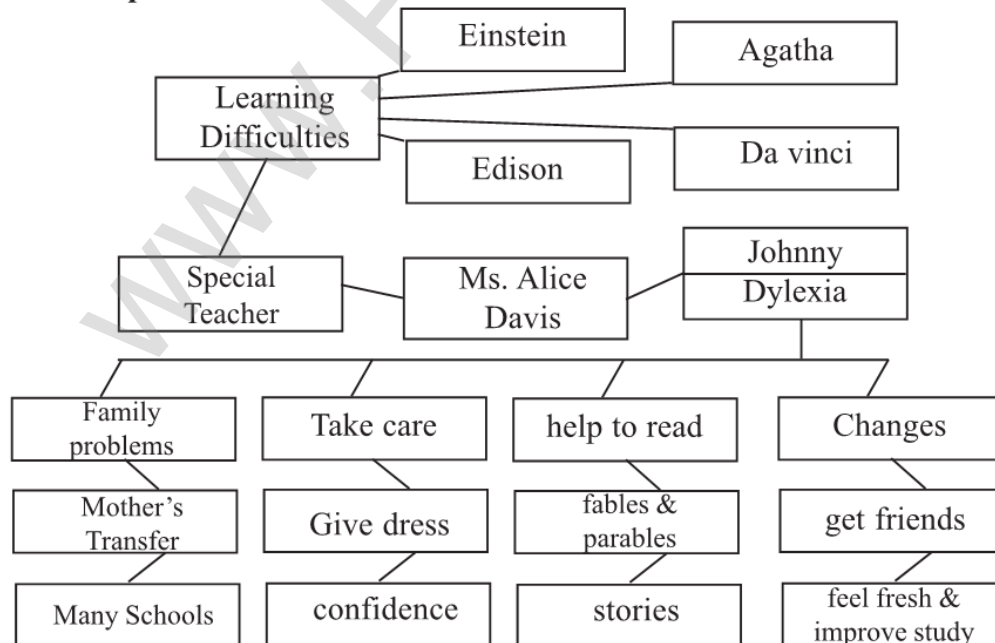 Einstein
Agatha
Learning
Difficulties
Edison
Da vinci
Special
Teacher
Ms. Alice
Davis
Johnny
Dylexia
Family
problems
Take care
help to read
Changes
Mother's
Transfer
Give dress
fables &
parables
get friends
Many Schools
confidence
stories
feel fresh &
improve study
www.